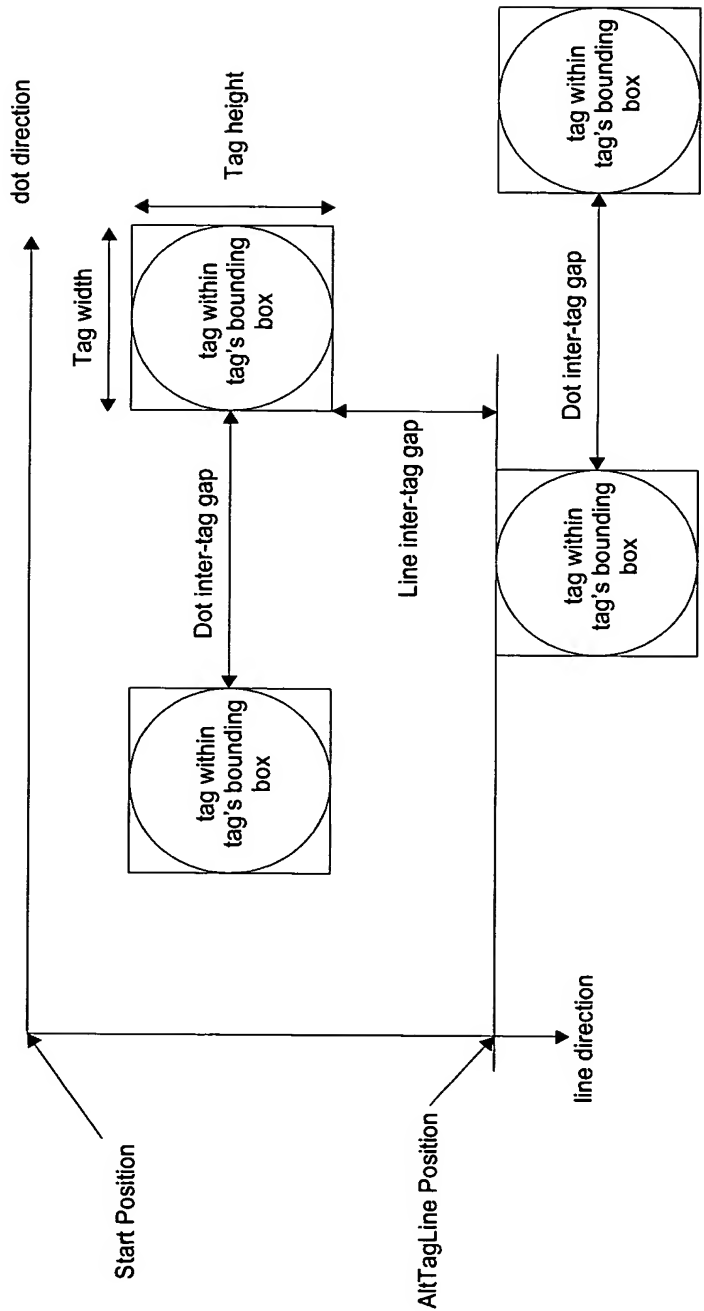 dot direction
Tag width
Tag height
tag within
tag's bounding
box
Dot inter-tag gap
tag within
tag's bounding
box
Line inter-tag gap
Start Position
AltTagLine Position
line direction
tag within
tag's bounding
box
Dot inter-tag gap
tag within
tag's bounding
box